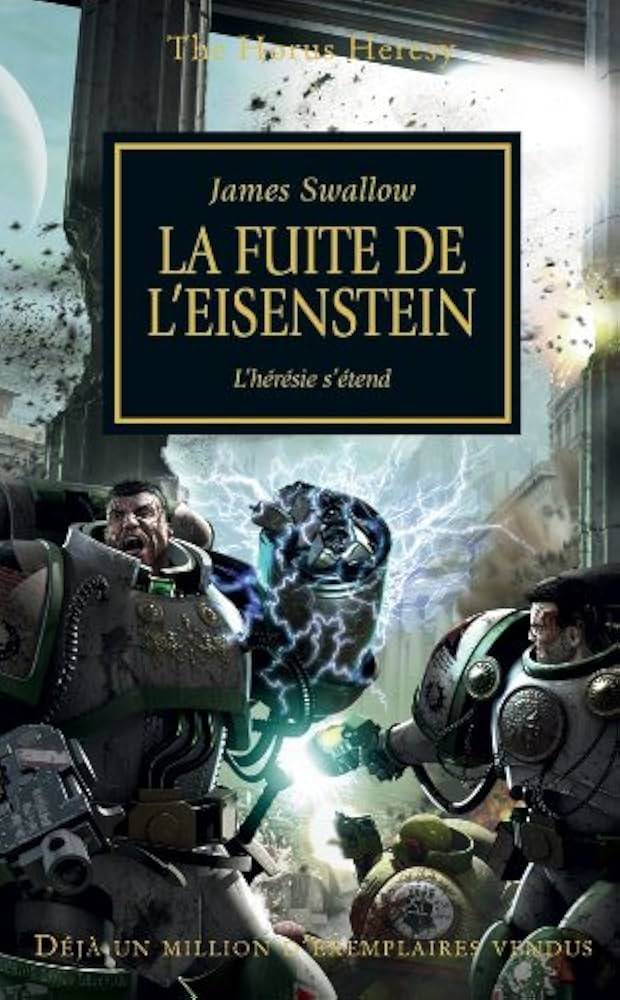 The Horus Heresy
James Swallow
LA FUITE DE
L'EISENSTEIN
L'hérésie s'étend
DÉJÀ UN MILLION D'EXEMPLAIRES VENDUS